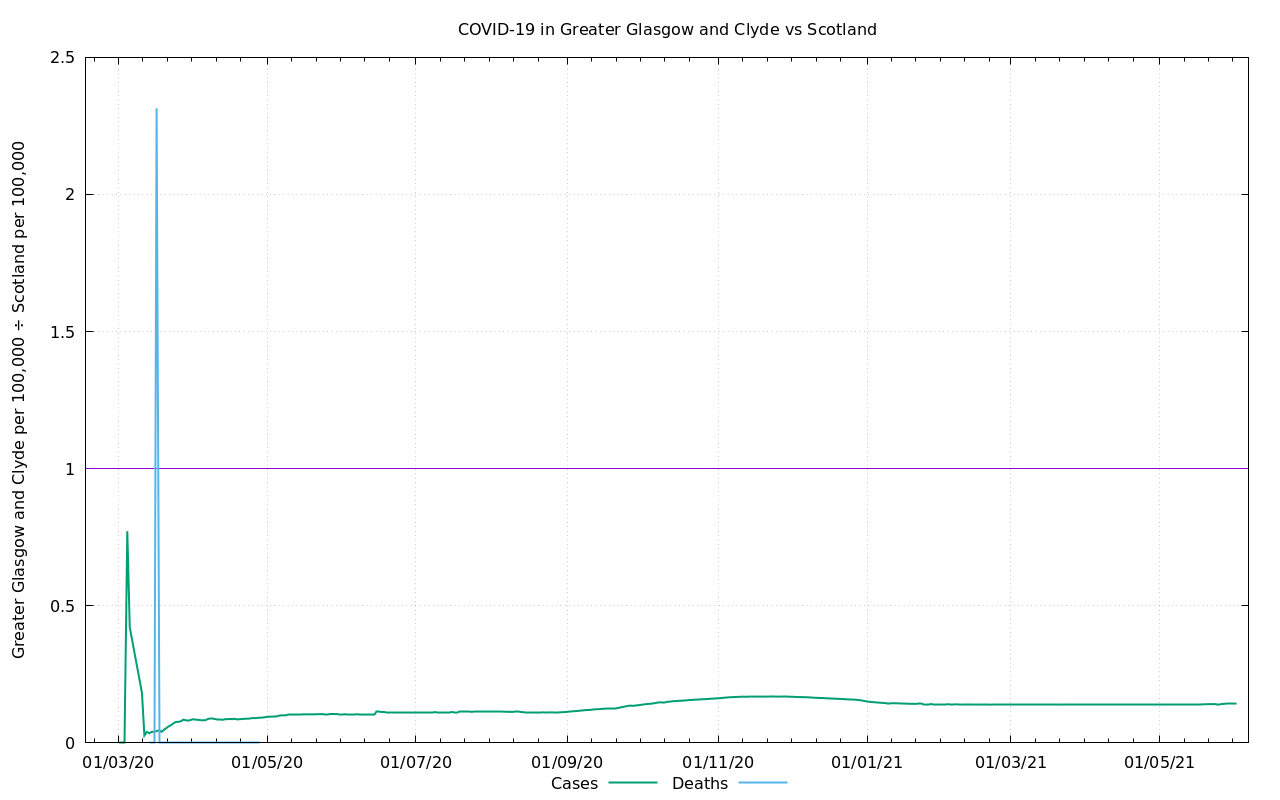 COVID-19 in Greater Glasgow and Clyde vs Scotland
Greater Glasgow and Clyde per 100,000 ÷ Scotland per 100,000
2.5
2
1.5
1
0.5
0
01/03/20 01/05/20 01/07/20 01/09/20 01/11/20 01/01/21 01/03/21 01/05/21
Cases Deaths